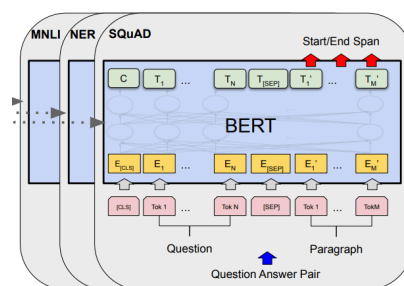 MNLI NER SQuAD
Start/End Span
C T1 ... TN T[SEP] T1' ... TM'
BERT
E[CLS] E1 ... EN E[SEP] E1' ... EM'
[CLS] Tok 1 ... Tok N [SEP] Tok 1 ... TokM
Question Paragraph
Question Answer Pair